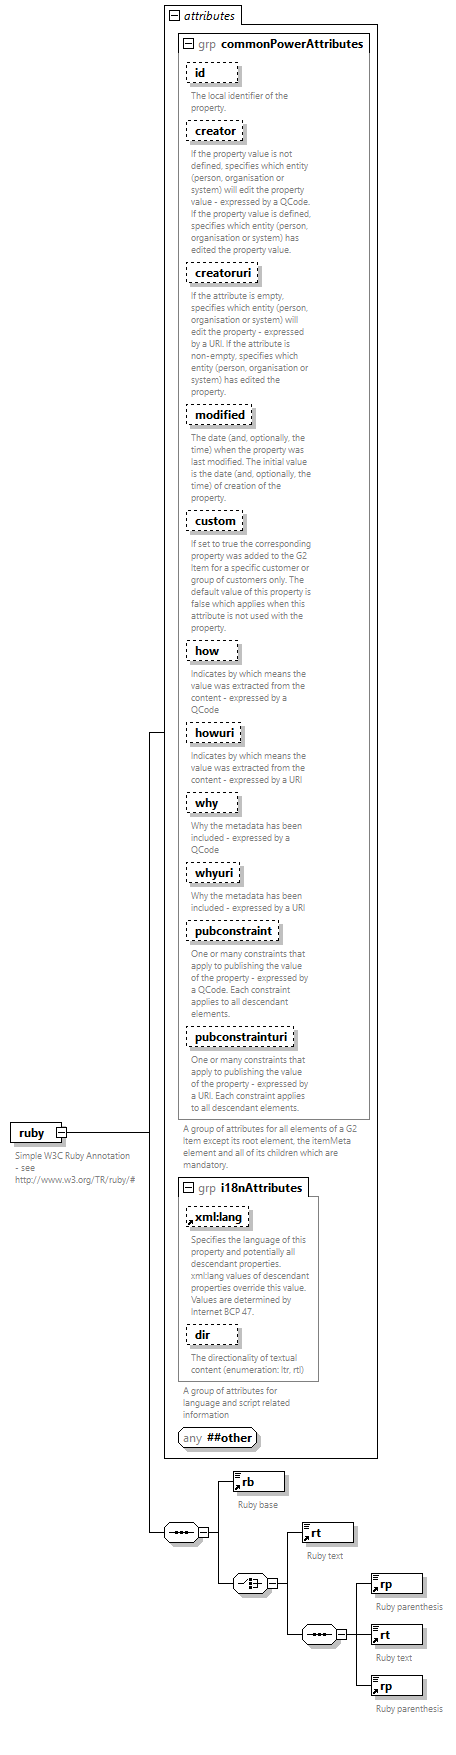 attributes
grp commonPowerAttributes
id
The local identifier of the
property.
creator
If the property value is not
defined, specifies which entity
(person, organisation or
system) will edit the property
value - expressed by a QCode.
If the property value is defined,
specifies which entity (person,
organisation or system) has
edited the property value.
creatoruri
If the attribute is empty,
specifies which entity (person,
organisation or system) will
edit the property - expressed
by a URI. If the attribute is
non-empty, specifies which
entity (person, organisation or
system) has edited the
property.
modified
The date (and, optionally, the
time) when the property was
last modified. The initial value
is the date (and, optionally, the
time) of creation of the
property.
custom
If set to true the corresponding
property was added to the G2
Item for a specific customer or
group of customers only. The
default value of this property is
false which applies when this
attribute is not used with the
property.
how
Indicates by which means the
value was extracted from the
content - expressed by a
QCode
howuri
Indicates by which means the
value was extracted from the
content - expressed by a URI
why
Why the metadata has been
included - expressed by a
QCode
whyuri
Why the metadata has been
included - expressed by a URI
pubconstraint
One or many constraints that
apply to publishing the value
of the property - expressed by
a QCode. Each constraint
applies to all descendant
elements.
pubconstrainturi
One or many constraints that
apply to publishing the value
of the property - expressed by
a URI. Each constraint applies
to all descendant elements.
A group of attributes for all elements of a G2
Item except its root element, the itemMeta
element and all of its children which are
mandatory.
ruby
Simple W3C Ruby Annotation
- see
http://www.w3.org/TR/ruby/#
grp i18nAttributes
xml:lang
Specifies the language of this
property and potentially all
descendant properties.
xml:lang values of descendant
properties override this value.
Values are determined by
Internet BCP 47.
dir
The directionality of textual
content (enumeration: ltr, rtl)
A group of attributes for
language and script related
information
any ##other
rb
Ruby base
rt
Ruby text
rp
Ruby parenthesis
rt
Ruby text
rp
Ruby parenthesis